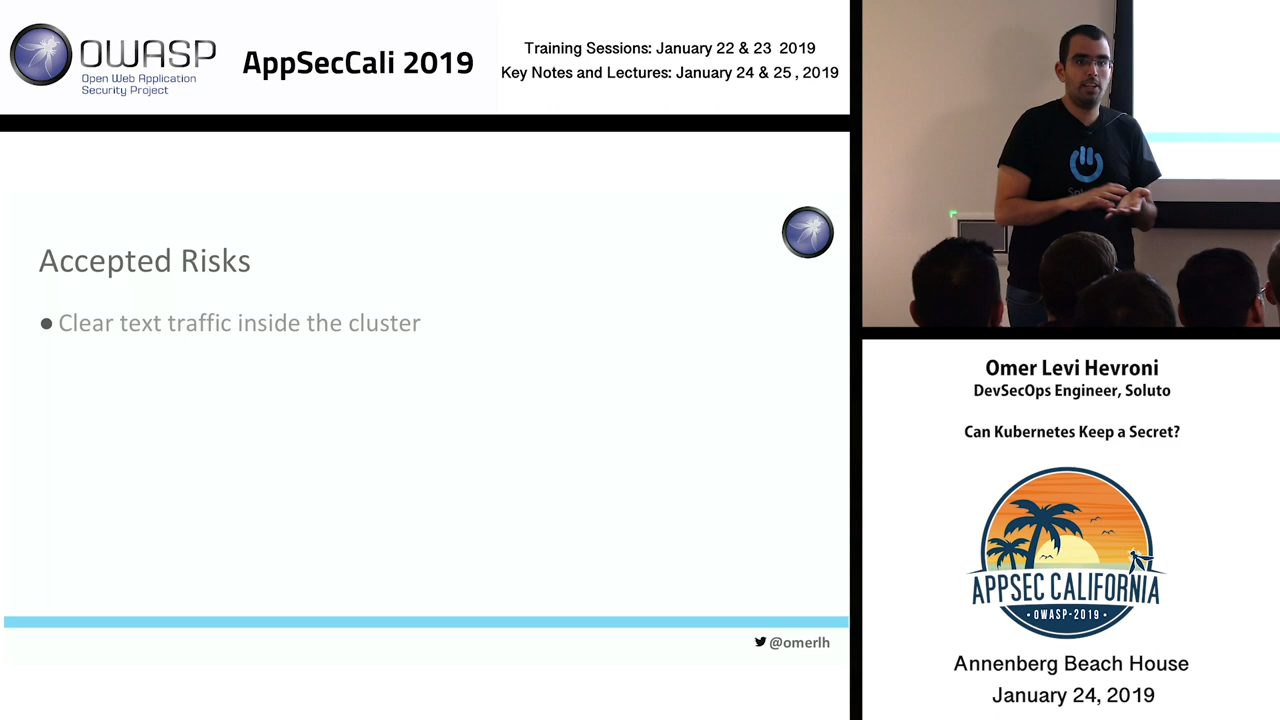 OWASP
Open Web Application
Security Project
AppSecCali 2019
Training Sessions: January 22 & 23 2019
Key Notes and Lectures: January 24 & 25 , 2019
Accepted Risks
● Clear text traffic inside the cluster
@omerlh
Omer Levi Hevroni
DevSecOps Engineer, Soluto
Can Kubernetes Keep a Secret?
APPSEC CALIFORNIA
• OWASP-2019 •
Annenberg Beach House
January 24, 2019